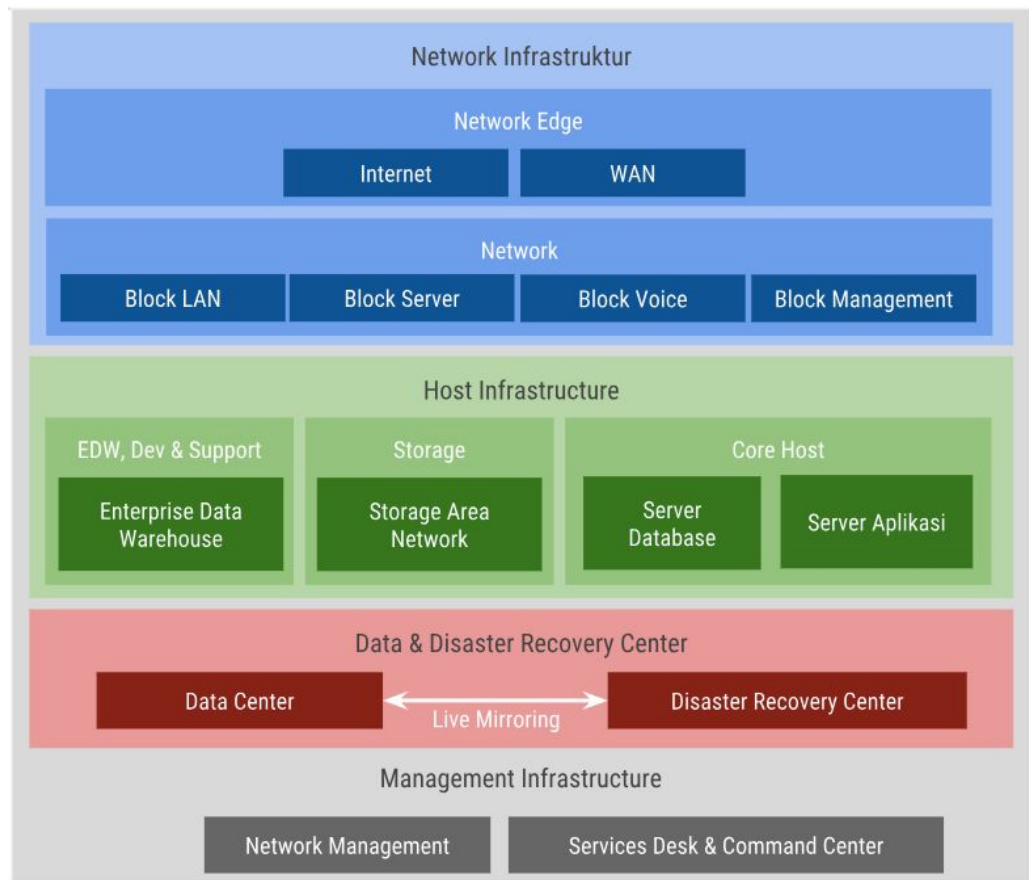 Network Infrastruktur
Network Edge
Internet
WAN
Network
Block LAN
Block Server
Block Voice
Block Management
Host Infrastructure
EDW, Dev & Support
Storage
Core Host
Enterprise Data
Warehouse
Storage Area
Network
Server
Database
Server Aplikasi
Data & Disaster Recovery Center
Data Center
Live Mirroring
Disaster Recovery Center
Management Infrastructure
Network Management
Services Desk & Command Center